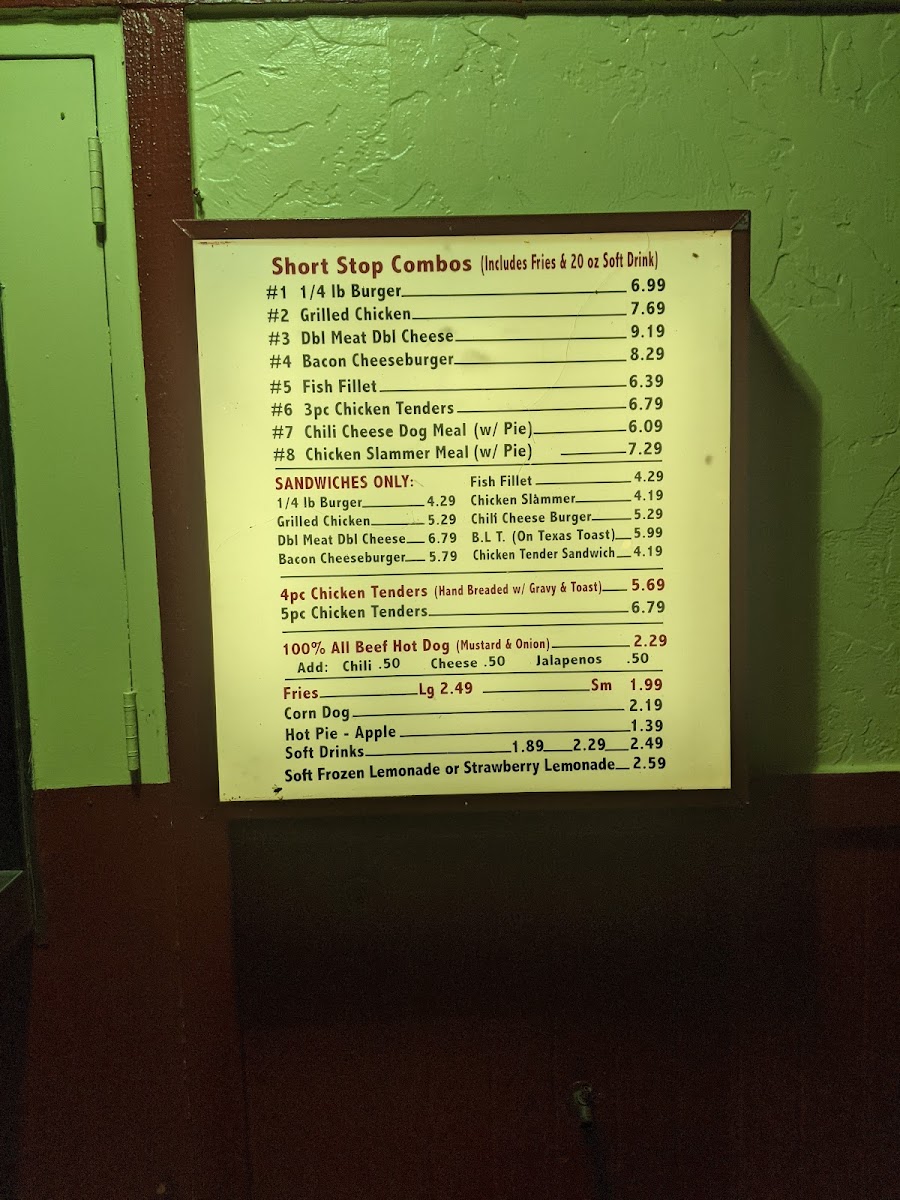 Short Stop Combos (Includes Fries & 20 oz Soft Drink)
#1 1/4 lb Burger 6.99
#2 Grilled Chicken 7.69
#3 Dbl Meat Dbl Cheese 9.19
#4 Bacon Cheeseburger 8.29
#5 Fish Fillet 6.39
#6 3pc Chicken Tenders 6.79
#7 Chili Cheese Dog Meal (w/ Pie) 6.09
#8 Chicken Slammer Meal (w/ Pie) 7.29
SANDWICHES ONLY:
1/4 lb Burger 4.29
Grilled Chicken 5.29
Dbl Meat Dbl Cheese 6.79
Bacon Cheeseburger 5.79
Fish Fillet 4.29
Chicken Slammer 4.19
Chili Cheese Burger 5.29
B.L T. (On Texas Toast) 5.99
Chicken Tender Sandwich 4.19
4pc Chicken Tenders (Hand Breaded w/ Gravy & Toast) 5.69
5pc Chicken Tenders 6.79
100% All Beef Hot Dog (Mustard & Onion) 2.29
Add: Chili .50 Cheese .50 Jalapenos .50
Fries Lg 2.49 Sm 1.99
Corn Dog 2.19
Hot Pie - Apple 1.39
Soft Drinks 1.89 2.29 2.49
Soft Frozen Lemonade or Strawberry Lemonade 2.59